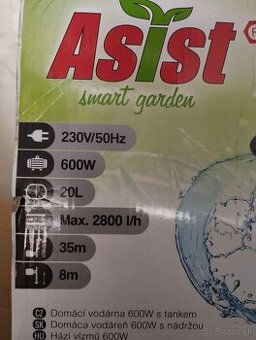 Asist
smart garden
230V/50Hz
600W
20L
Max. 2800 l/h
35m
8m
CZ Domácí vodárna 600W s tankem
SK Domáca vodáreň 600W s nádržou
HU Házi vízmű 600W